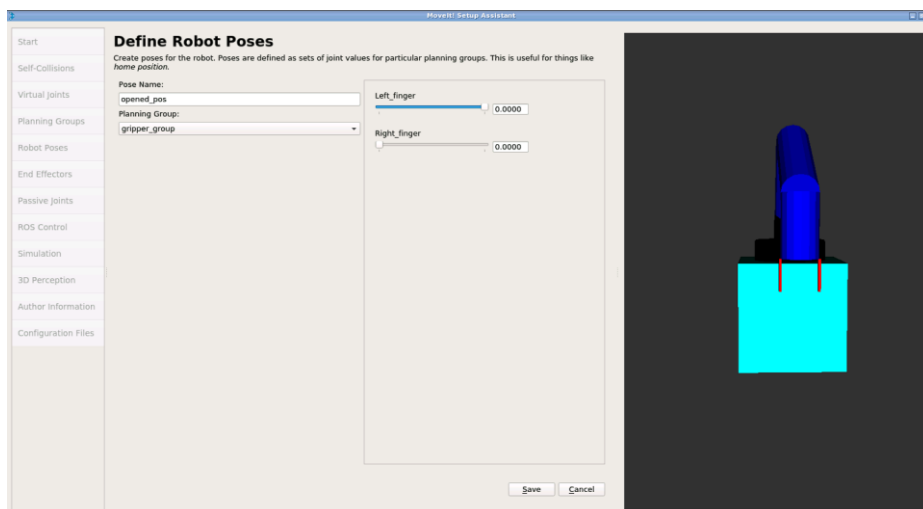 MoveIt! Setup Assistant
Start
Self-Collisions
Virtual Joints
Planning Groups
Robot Poses
End Effectors
Passive Joints
ROS Control
Simulation
3D Perception
Author Information
Configuration Files
Define Robot Poses
Create poses for the robot. Poses are defined as sets of joint values for particular planning groups. This is useful for things like
home position.
Pose Name:
opened_pos
Planning Group:
gripper_group
Left_finger
0.0000
Right_finger
0.0000
Save
Cancel